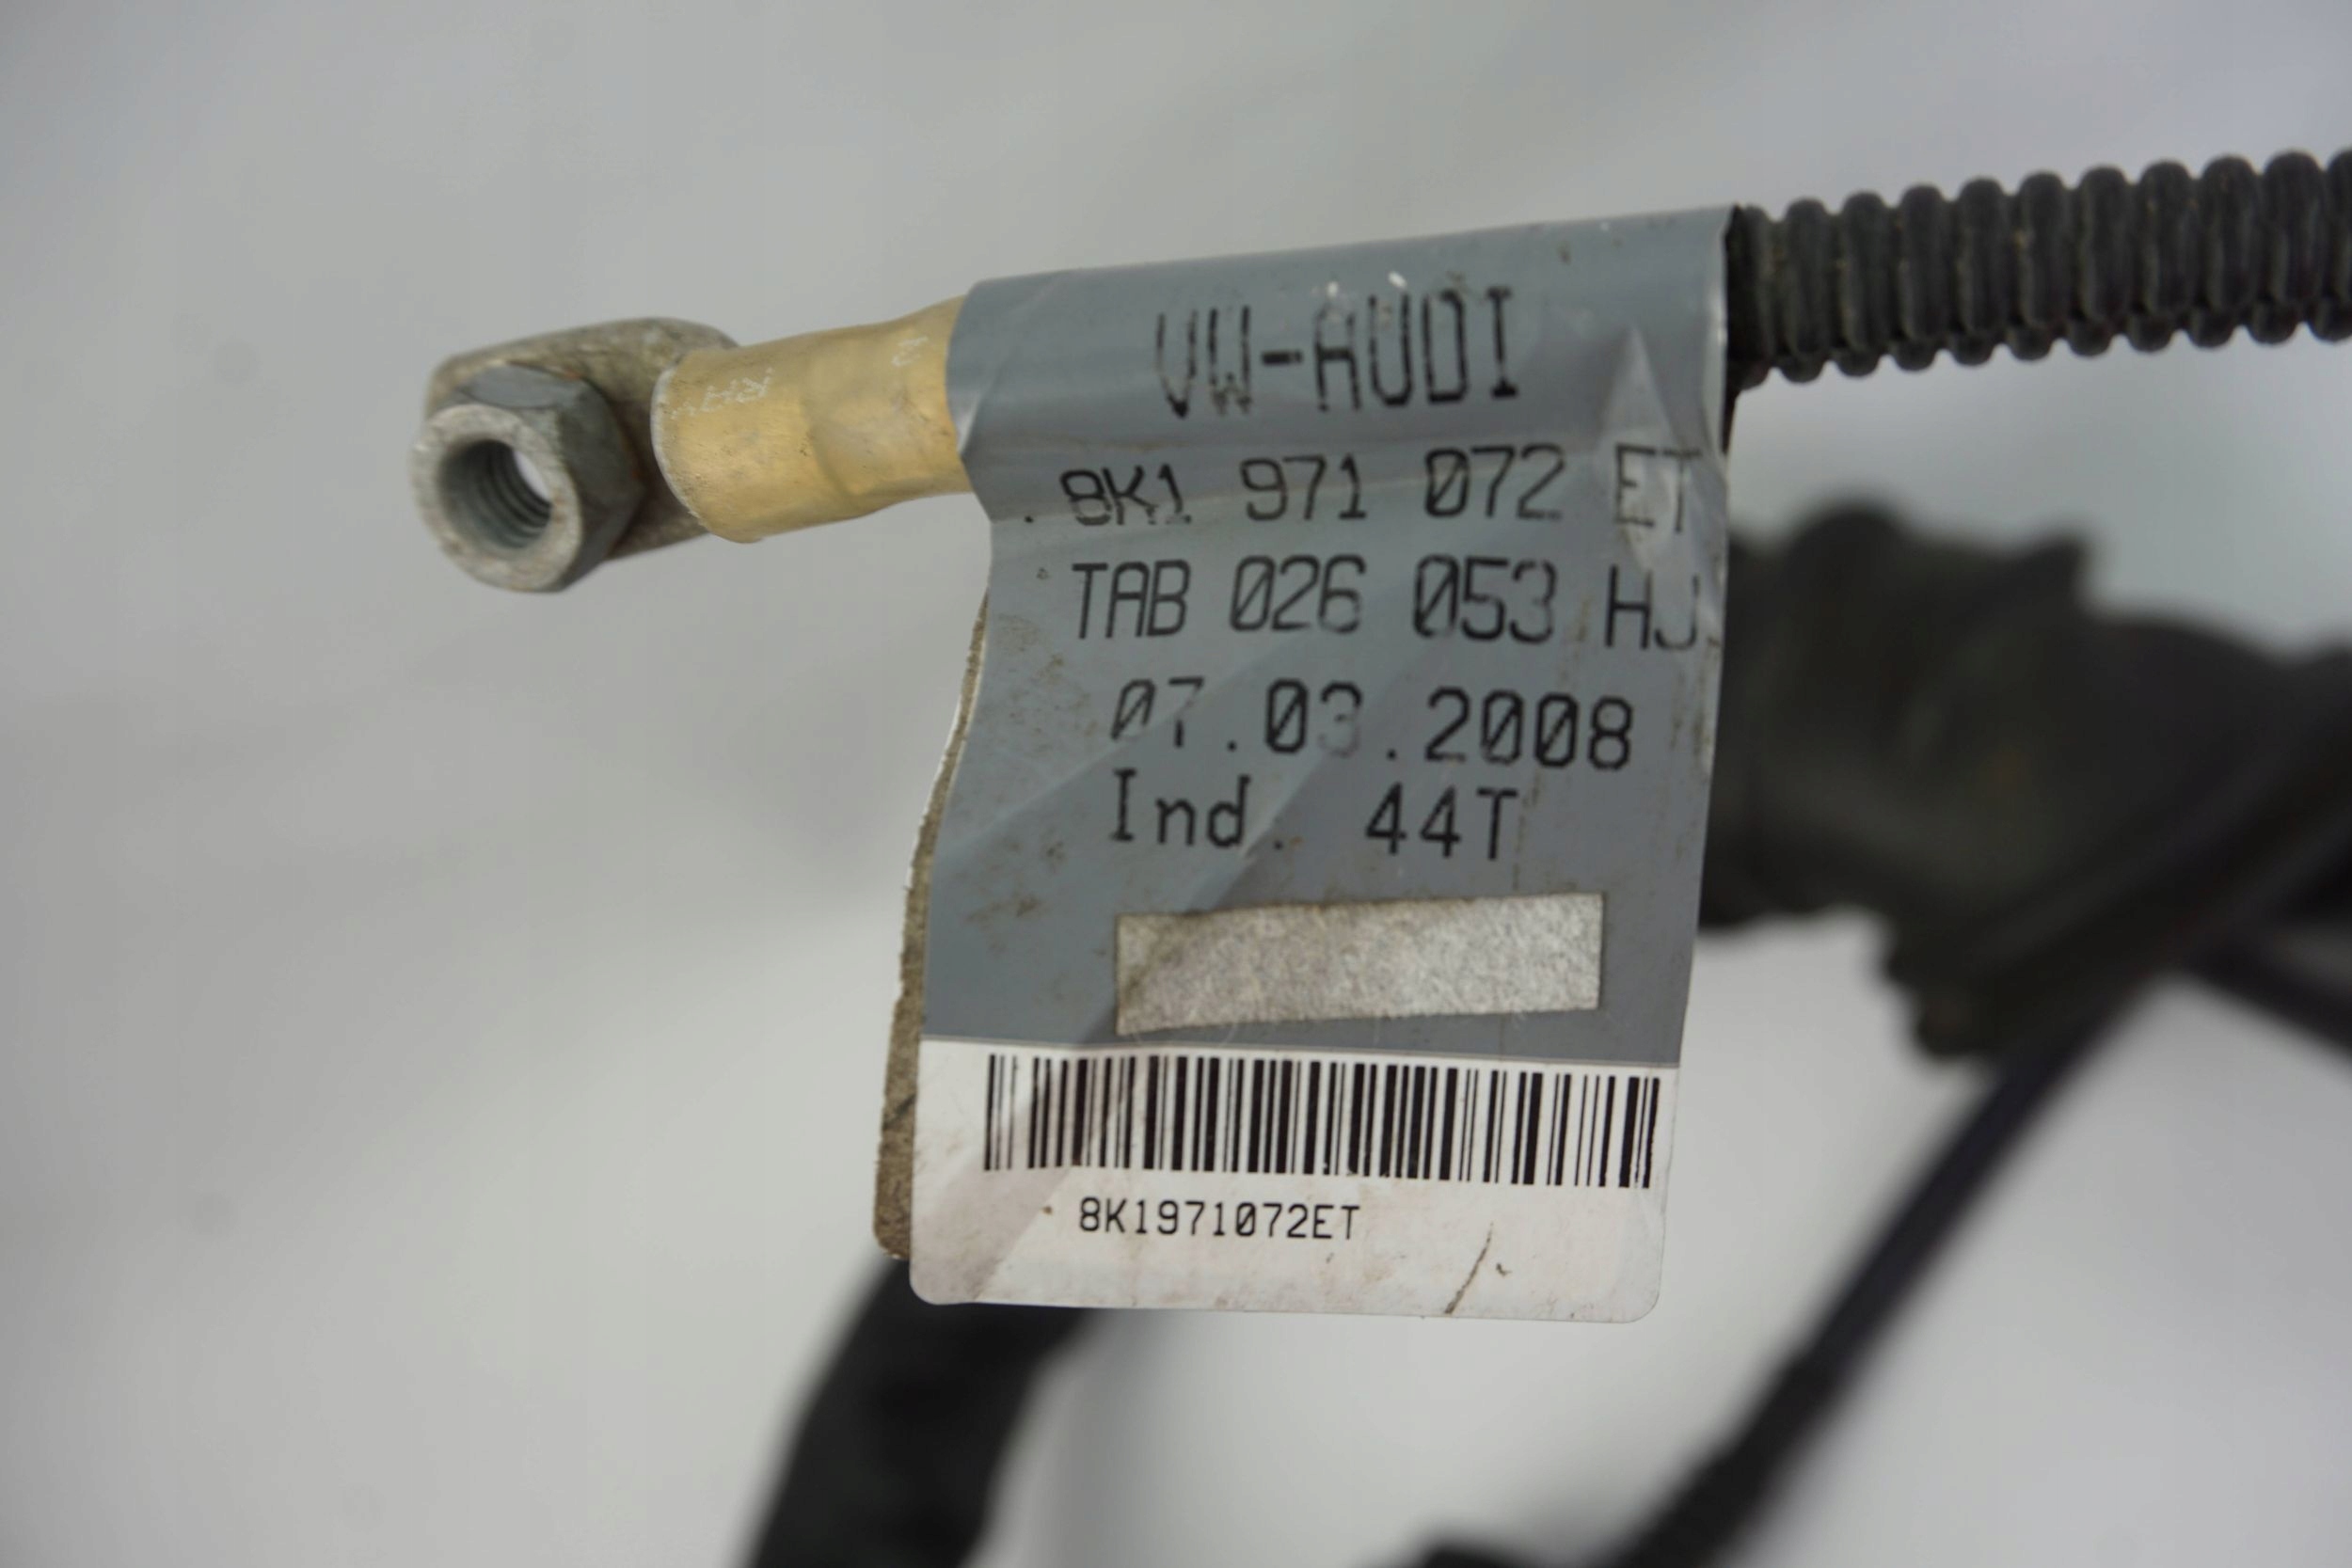 VW-AUDI
8K1 971 072 ET
TAB 026 053 HJ
07.03.2008
Ind. 44T
8K1971072ET